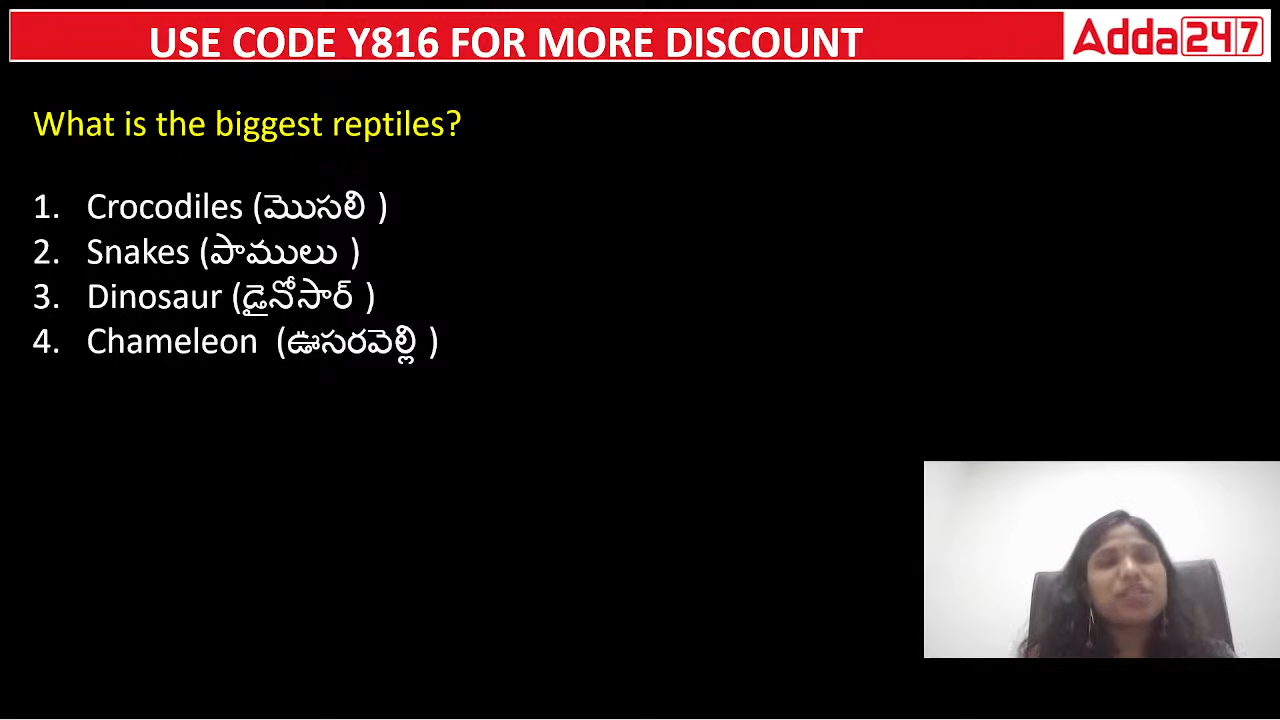 USE CODE Y816 FOR MORE DISCOUNT
Adda247
What is the biggest reptiles?
1. Crocodiles (మొసలి )
2. Snakes (పాములు )
3. Dinosaur (డైనోసార్ )
4. Chameleon (ఊసరవెల్లి )